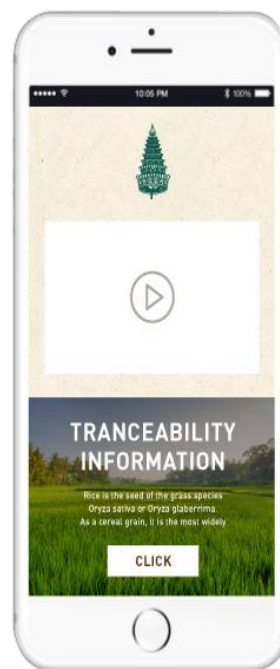 10:05 PM
100%
TRANCEABILITY
INFORMATION
Rice is the seed of the grass species
Oryza sativa or Oryza glaberrima.
As a cereal grain, it is the most widely
CLICK